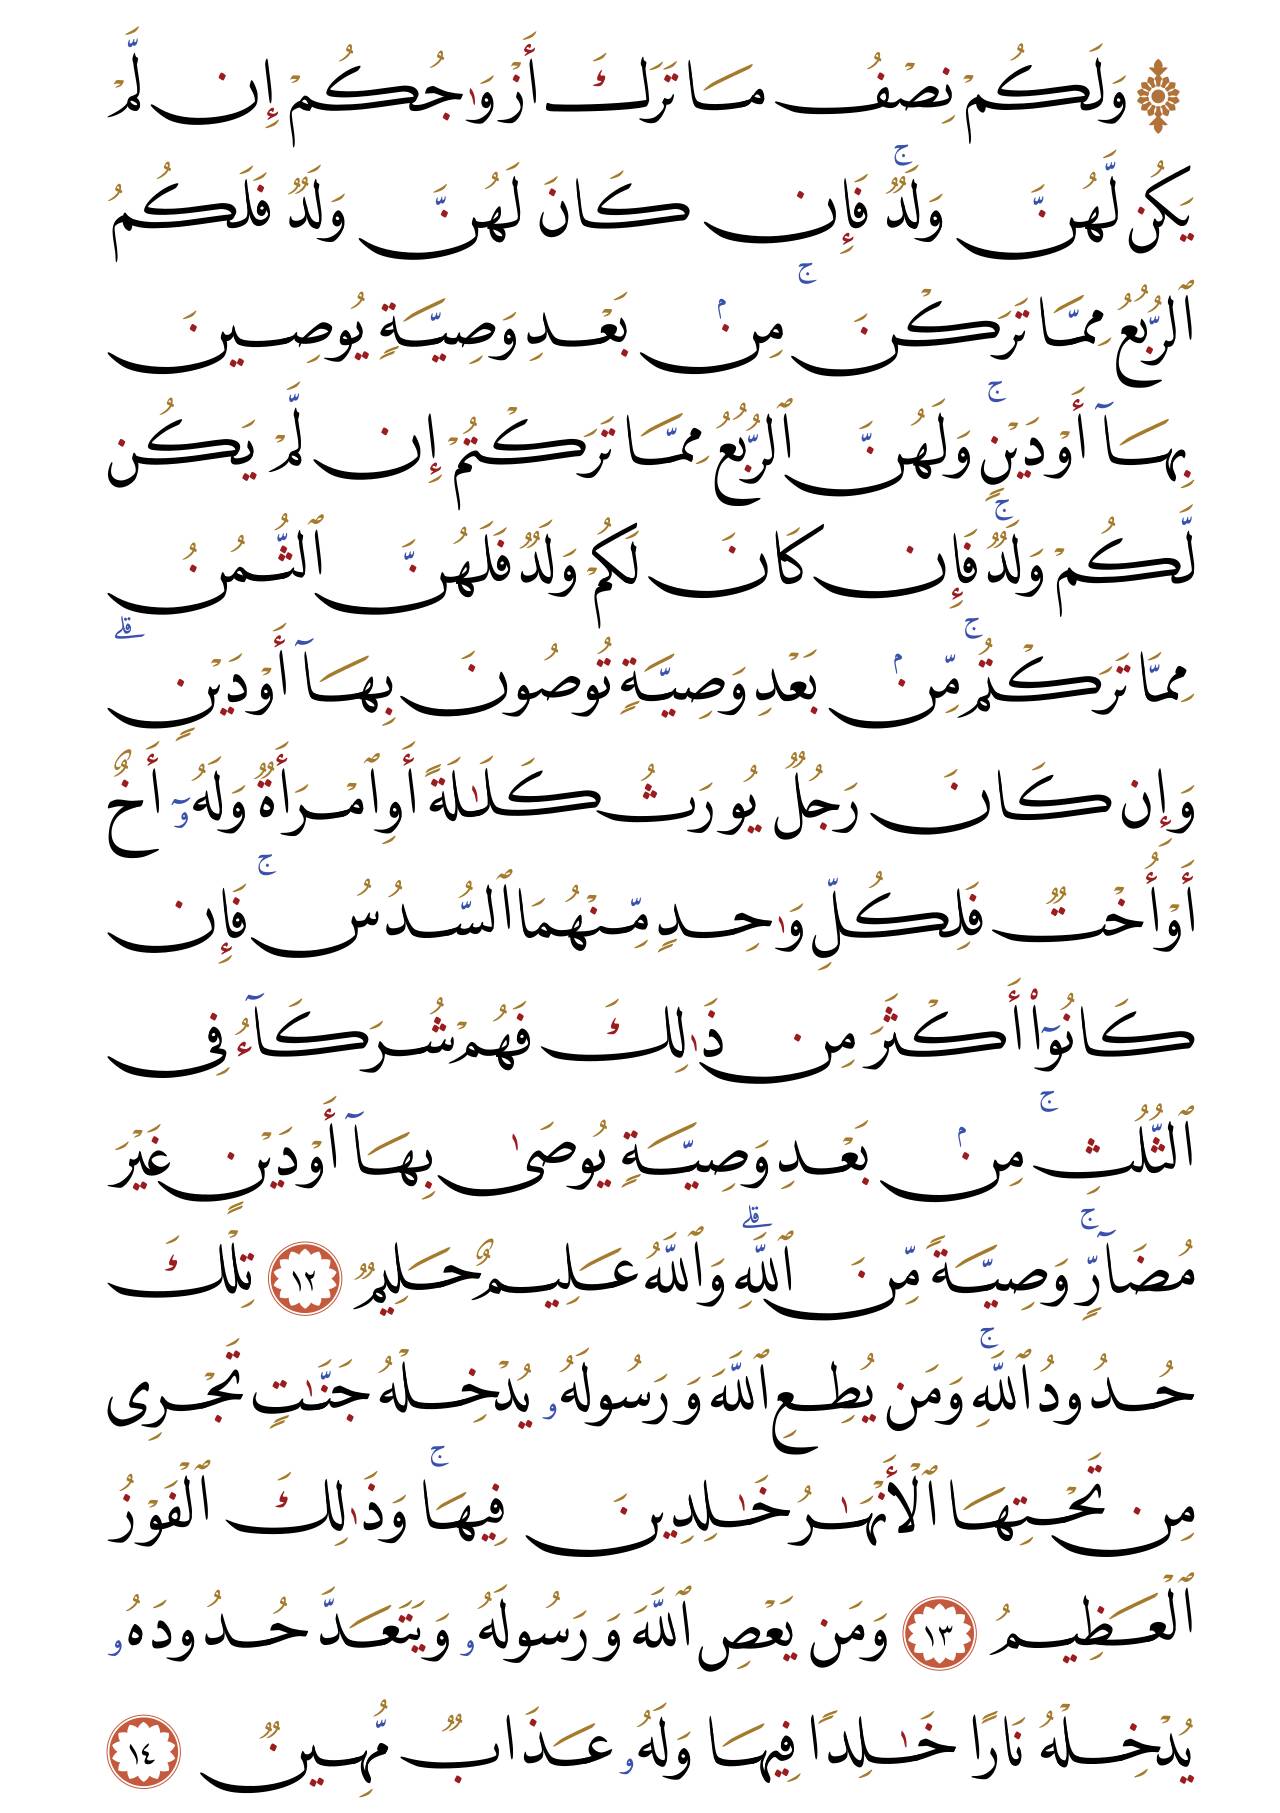 ۞ وَلَكُمْ نِصْفُ مَا تَرَكَ أَزْوَٰجُكُمْ إِن لَّمْ
يَكُن لَّهُنَّ وَلَدٌ ۚ فَإِن كَانَ لَهُنَّ وَلَدٌ فَلَكُمُ
ٱلرُّبُعُ مِمَّا تَرَكْنَ ۚ مِنۢ بَعْدِ وَصِيَّةٍ يُوصِينَ
بِهَآ أَوْ دَيْنٍ ۚ وَلَهُنَّ ٱلرُّبُعُ مِمَّا تَرَكْتُمْ إِن لَّمْ يَكُن
لَّكُمْ وَلَدٌ ۚ فَإِن كَانَ لَكُمْ وَلَدٌ فَلَهُنَّ ٱلثُّمُنُ
مِمَّا تَرَكْتُم ۚ مِّنۢ بَعْدِ وَصِيَّةٍ تُوصُونَ بِهَآ أَوْ دَيْنٍ ۗ
وَإِن كَانَ رَجُلٌ يُورَثُ كَلَٰلَةً أَوِ ٱمْرَأَةٌ وَلَهُۥٓ أَخٌ
أَوْ أُخْتٌ فَلِكُلِّ وَٰحِدٍ مِّنْهُمَا ٱلسُّدُسُ ۚ فَإِن
كَانُوٓا۟ أَكْثَرَ مِن ذَٰلِكَ فَهُمْ شُرَكَآءُ فِى
ٱلثُّلُثِ ۚ مِنۢ بَعْدِ وَصِيَّةٍ يُوصَىٰ بِهَآ أَوْ دَيْنٍ غَيْرَ
مُضَآرٍّ ۚ وَصِيَّةً مِّنَ ٱللَّهِ ۗ وَٱللَّهُ عَلِيمٌ حَلِيمٌ ١٢ تِلْكَ
حُدُودُ ٱللَّهِ ۚ وَمَن يُطِعِ ٱللَّهَ وَرَسُولَهُۥ يُدْخِلْهُ جَنَّٰتٍ تَجْرِى
مِن تَحْتِهَا ٱلْأَنْهَٰرُ خَٰلِدِينَ فِيهَا ۚ وَذَٰلِكَ ٱلْفَوْزُ
ٱلْعَظِيمُ ١٣ وَمَن يَعْصِ ٱللَّهَ وَرَسُولَهُۥ وَيَتَعَدَّ حُدُودَهُۥ
يُدْخِلْهُ نَارًا خَٰلِدًا فِيهَا وَلَهُۥ عَذَابٌ مُّهِينٌ ١٤